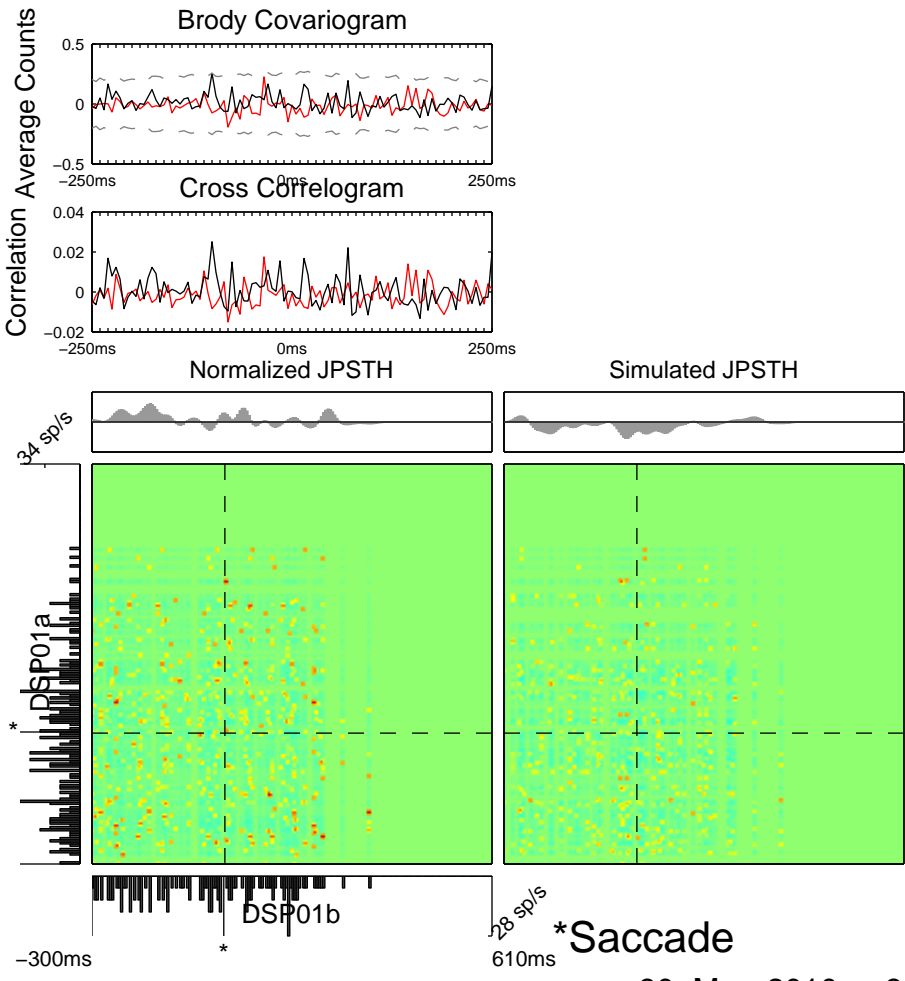 Brody Covariogram
Average Counts
0.5
0
−0.5
−250ms
0ms
250ms
Cross Correlogram
Correlation
0.04
0.02
0
−0.02
−250ms
0ms
250ms
Normalized JPSTH
Simulated JPSTH
34 sp/s
DSP01a
*
DSP01b
28 sp/s
*
−300ms
610ms
*Saccade